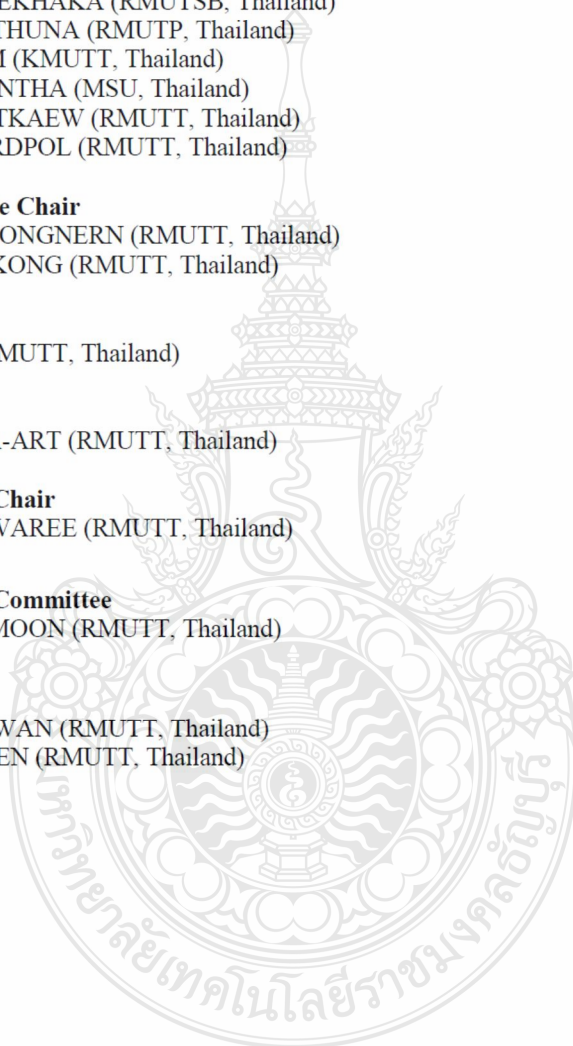 EKHAKA (RMUTSB, Thailand)
THUNA (RMUTP, Thailand)
M (KMUTT, Thailand)
NTHA (MSU, Thailand)
TKAEW (RMUTT, Thailand)
RDPOL (RMUTT, Thailand)
e Chair
ONGNERN (RMUTT, Thailand)
KONG (RMUTT, Thailand)
MUTT, Thailand)
-ART (RMUTT, Thailand)
Chair
VAREE (RMUTT, Thailand)
Committee
MOON (RMUTT, Thailand)
WAN (RMUTT, Thailand)
EN (RMUTT, Thailand)
มหาวิทยาลัยเทคโนโลยีราชมงคลธัญบุรี